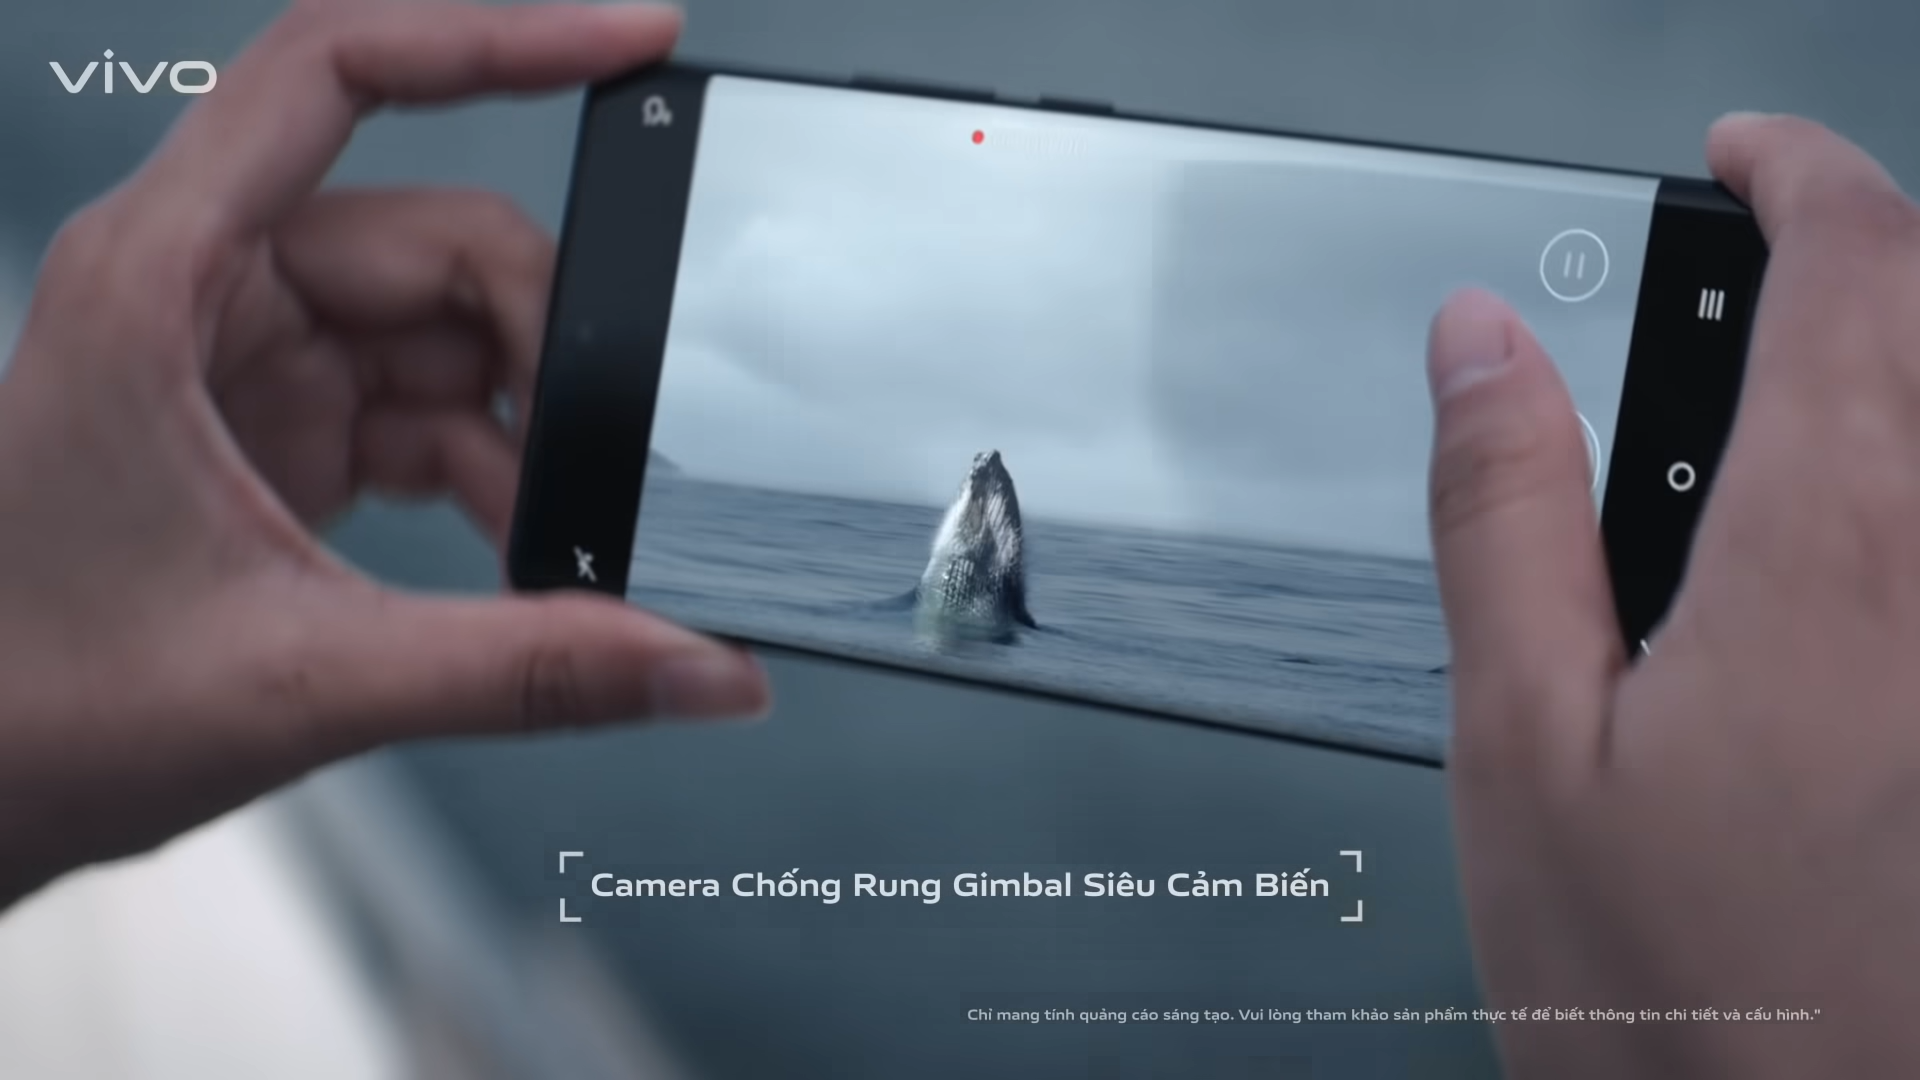 vivo
Camera Chống Rung Gimbal Siêu Cảm Biến
Chỉ mang tính quảng cáo sáng tạo. Vui lòng tham khảo sản phẩm thực tế để biết thông tin chi tiết và cấu hình."